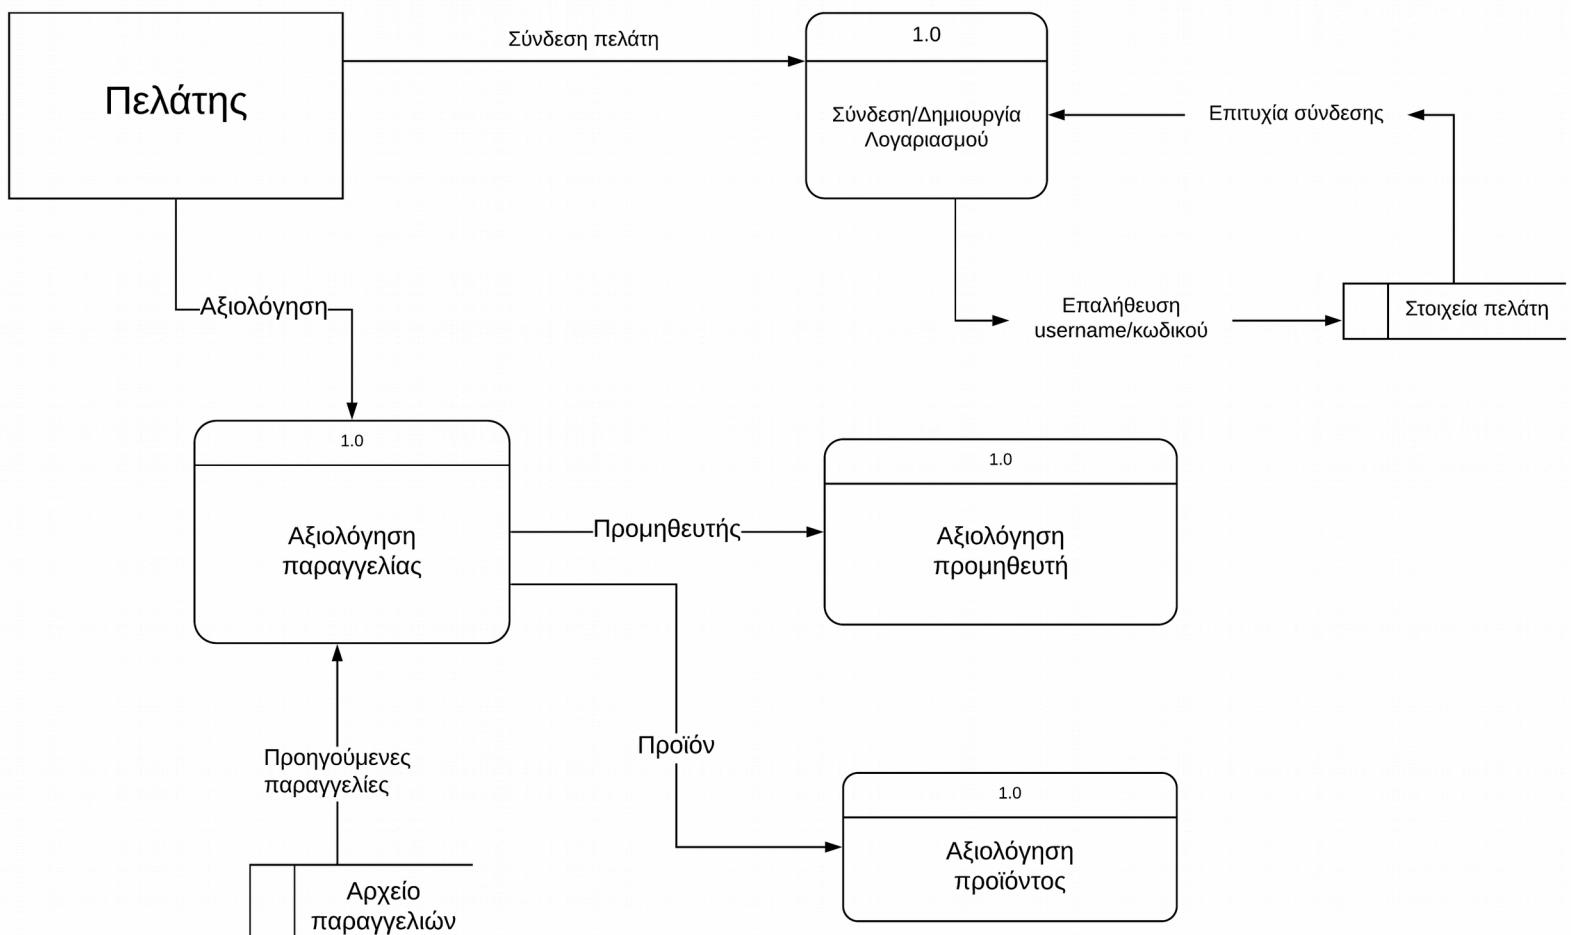 Πελάτης
Σύνδεση πελάτη
1.0
Σύνδεση/Δημιουργία
Λογαριασμού
Επιτυχία σύνδεσης
Επαλήθευση
username/κωδικού
Στοιχεία πελάτη
Αξιολόγηση
1.0
Αξιολόγηση
παραγγελίας
Προμηθευτής
1.0
Αξιολόγηση
προμηθευτή
Προϊόν
Προηγούμενες
παραγγελίες
1.0
Αξιολόγηση
προϊόντος
Αρχείο
παραγγελιών